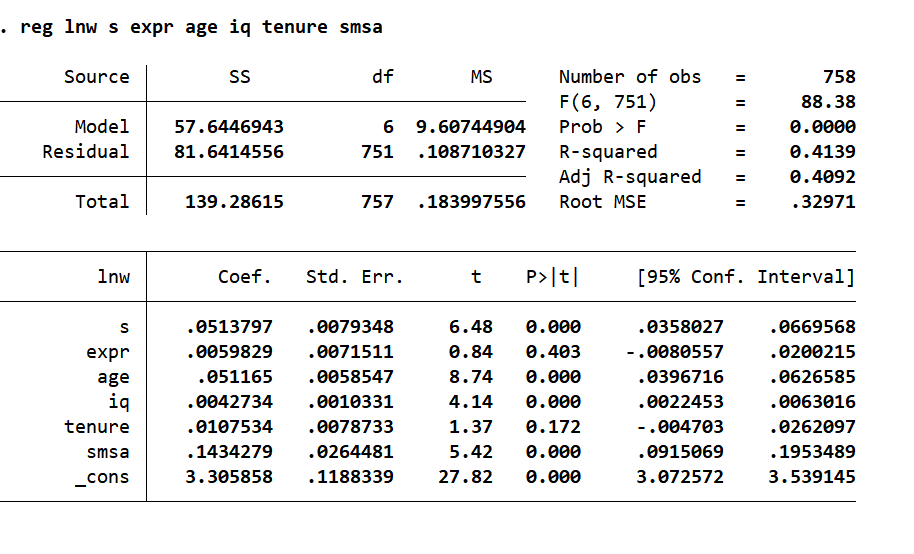 . reg lnw s expr age iq tenure smsa
Source | SS df MS Number of obs = 758
F(6, 751) = 88.38
Model | 57.6446943 6 9.60744904 Prob > F = 0.0000
Residual | 81.6414556 751 .108710327 R-squared = 0.4139
Adj R-squared = 0.4092
Total | 139.28615 757 .183997556 Root MSE = .32971
lnw | Coef. Std. Err. t P>|t| [95% Conf. Interval]
s | .0513797 .0079348 6.48 0.000 .0358027 .0669568
expr | .0059829 .0071511 0.84 0.403 -.0080557 .0200215
age | .051165 .0058547 8.74 0.000 .0396716 .0626585
iq | .0042734 .0010331 4.14 0.000 .0022453 .0063016
tenure | .0107534 .0078733 1.37 0.172 -.004703 .0262097
smsa | .1434279 .0264481 5.42 0.000 .0915069 .1953489
_cons | 3.305858 .1188339 27.82 0.000 3.072572 3.539145